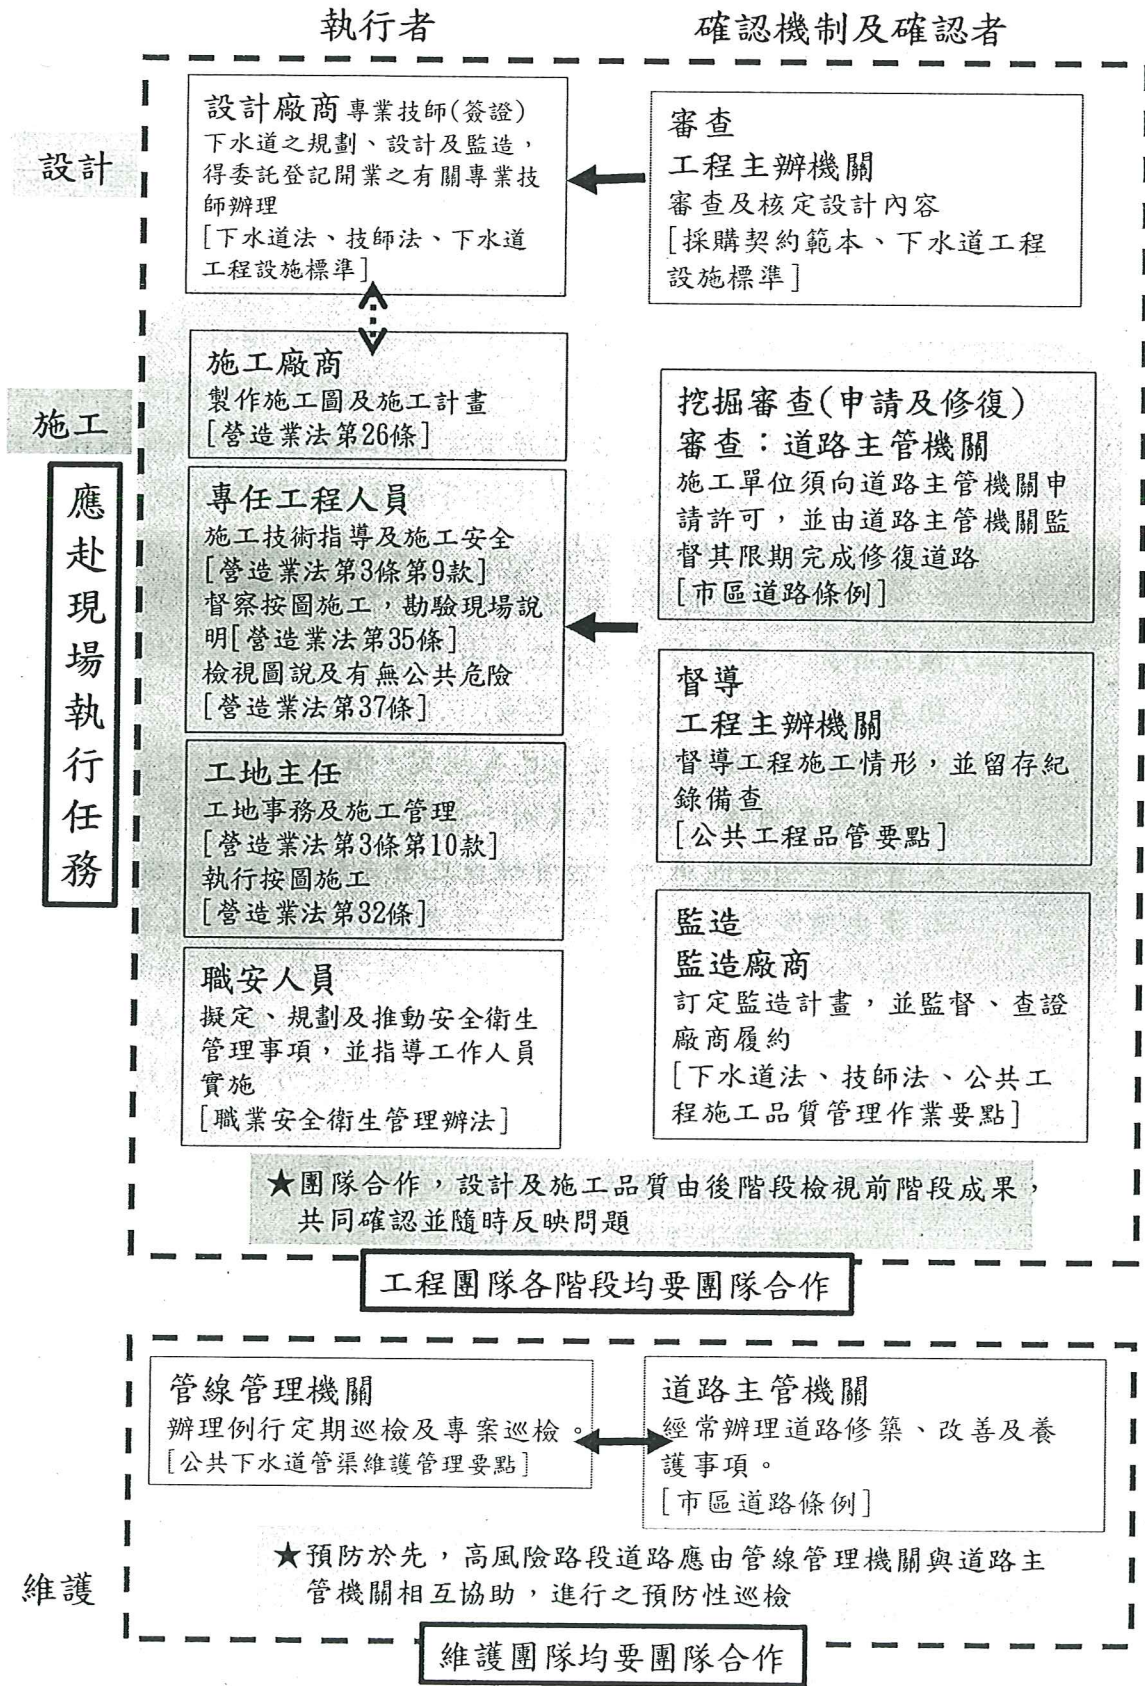 執行者
確認機制及確認者
設計
設計廠商 專業技師(簽證)
下水道之規劃、設計及監造，
得委託登記開業之有關專業技
師辦理
[下水道法、技師法、下水道
工程設施標準]
審查
工程主辦機關
審查及核定設計內容
[採購契約範本、下水道工程
設施標準]
施工
應赴現場執行任務
施工廠商
製作施工圖及施工計畫
[營造業法第26條]
專任工程人員
施工技術指導及施工安全
[營造業法第3條第9款]
督察按圖施工，勘驗現場說
明[營造業法第35條]
檢視圖說及有無公共危險
[營造業法第37條]
工地主任
工地事務及施工管理
[營造業法第3條第10款]
執行按圖施工
[營造業法第32條]
職安人員
擬定、規劃及推動安全衛生
管理事項，並指導工作人員
實施
[職業安全衛生管理辦法]
挖掘審查(申請及修復)
審查：道路主管機關
施工單位須向道路主管機關申
請許可，並由道路主管機關監
督其限期完成修復道路
[市區道路條例]
督導
工程主辦機關
督導工程施工情形，並留存紀
錄備查
[公共工程品管要點]
監造
監造廠商
訂定監造計畫，並監督、查證
廠商履約
[下水道法、技師法、公共工
程施工品質管理作業要點]
★團隊合作，設計及施工品質由後階段檢視前階段成果，
共同確認並隨時反映問題
工程團隊各階段均要團隊合作
維護
管線管理機關
辦理例行定期巡檢及專案巡檢。
[公共下水道管渠維護管理要點]
道路主管機關
經常辦理道路修築、改善及養
護事項。
[市區道路條例]
★預防於先，高風險路段道路應由管線管理機關與道路主
管機關相互協助，進行之預防性巡檢
維護團隊均要團隊合作